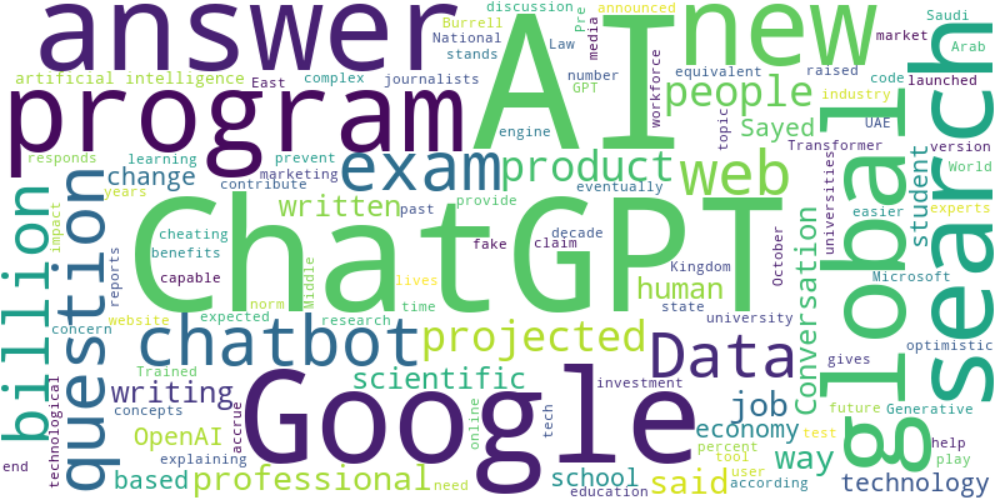 answer
AI
new
discussion
Pre
announced
Burrell
National
stands
Law
media
market
Saudi
Arab
artificial intelligence
East
complex
journalists
number
GPT
workforce
equivalent
raised
code
launched
program
people
industry
search
global
engine
topic
Sayed
UAE
Transformer
version
responds
learning
prevent
exam
product
web
universities
student
World
change
marketing
contribute
eventually
years
billion
question
written
past
provide
Conversation
easier
experts
impact
cheating
benefits
ChatGPT
decade
fake
claim
October
reports
capable
Middle
lives
Kingdom
human
Microsoft
norm
time
state
website
expected
research
university
concern
chatbot
projected
Data
optimistic
gives
Trained
scientific
investment
writing
Google
concepts
job
future
Generative
technological
accrue
online
tech
economy
test
OpenAI
percent
help
explaining
tool
way
play
end
based
professional
need
school
said
user
according
education
technology